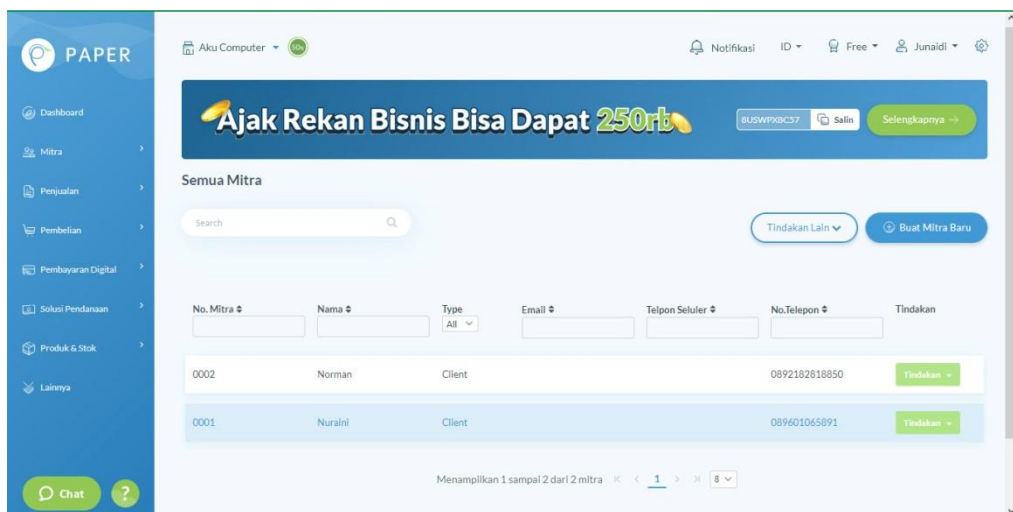 PAPER
Aku Computer
50%
Notifikasi ID Free Junaidi
Dashboard
Mitra
Penjualan
Pembelian
Pembayaran Digital
Solusi Pendanaan
Produk & Stok
Lainnya
Chat ?
Ajak Rekan Bisnis Bisa Dapat 250rb
8USWPXBC57 Salin Selengkapnya →
Semua Mitra
Search
Tindakan Lain Buat Mitra Baru
No. Mitra Nama Type Email Telpon Seluler No.Telepon Tindakan
All
0002 Norman Client 0892182818850 Tindakan
0001 Nuraini Client 089601065891 Tindakan
Menampilkan 1 sampai 2 dari 2 mitra 1 8